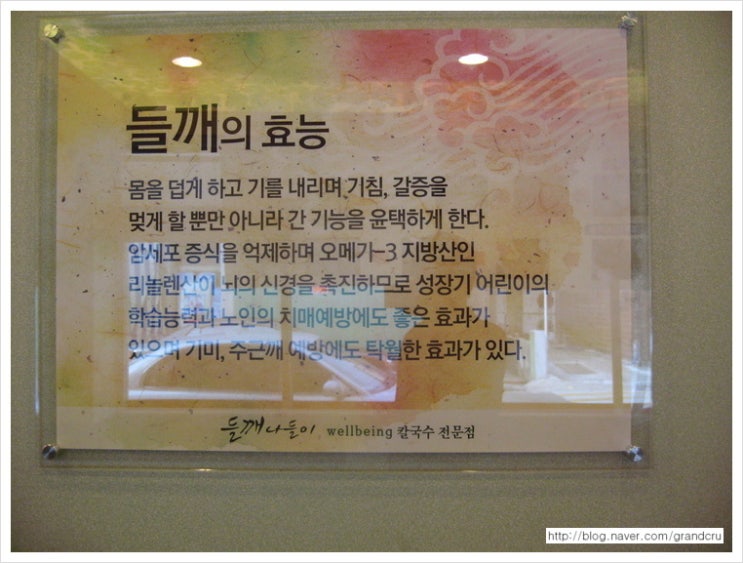 들깨의 효능
몸을 덥게 하고 기를 내리며 기침, 갈증을
멎게 할 뿐만 아니라 간 기능을 윤택하게 한다.
암세포 증식을 억제하며 오메가-3 지방산인
리놀렌산이 뇌의 신경을 촉진하므로 성장기 어린이의
학습능력과 노인의 치매예방에도 좋은 효과가
있으며 기미, 주근깨 예방에도 탁월한 효과가 있다.
들깨나들이 wellbeing 칼국수 전문점
http://blog.naver.com/grandcru